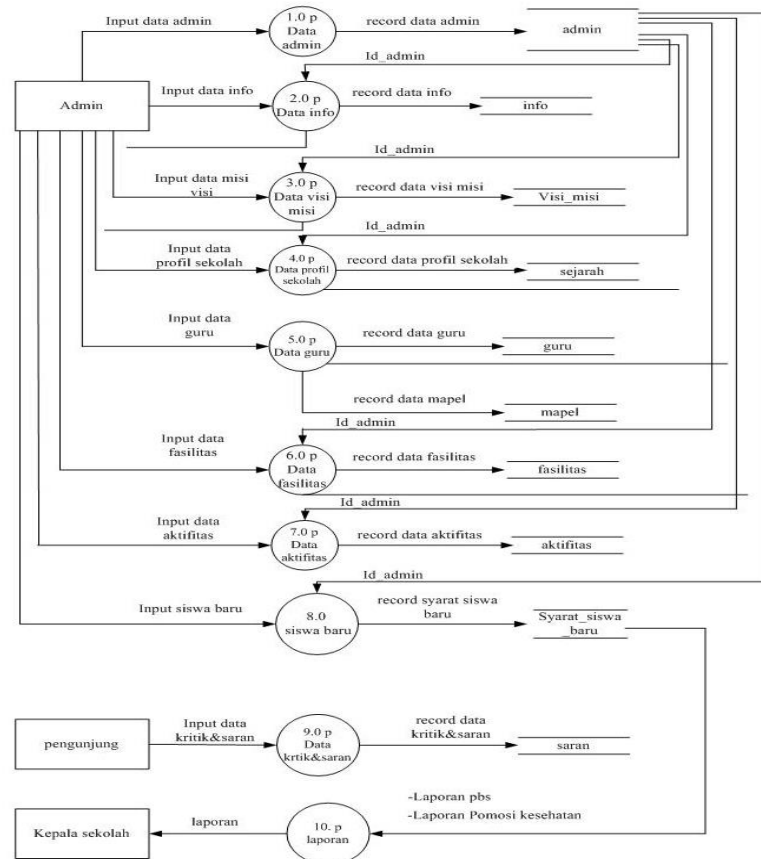 Input data admin
1.0 p
Data
admin
record data admin
admin
Id_admin
Admin
Input data info
2.0 p
Data info
record data info
info
Id_admin
Input data misi
visi
3.0 p
Data visi
misi
record data visi misi
Visi_misi
Id_admin
Input data
profil sekolah
4.0 p
Data profil
sekolah
record data profil sekolah
sejarah
Input data
guru
5.0 p
Data guru
record data guru
guru
record data mapel
mapel
Id_admin
Input data
fasilitas
6.0 p
Data
fasilitas
record data fasilitas
fasilitas
Id_admin
Input data
aktifitas
7.0 p
Data
aktifitas
record data aktifitas
aktifitas
Id_admin
Input siswa baru
8.0
siswa baru
record syarat siswa
baru
Syarat_siswa
_baru
pengunjung
Input data
kritik&saran
9.0 p
Data
krtik&saran
record data
kritik&saran
saran
-Laporan pbs
-Laporan Pomosi kesehatan
Kepala sekolah
laporan
10. p
laporan